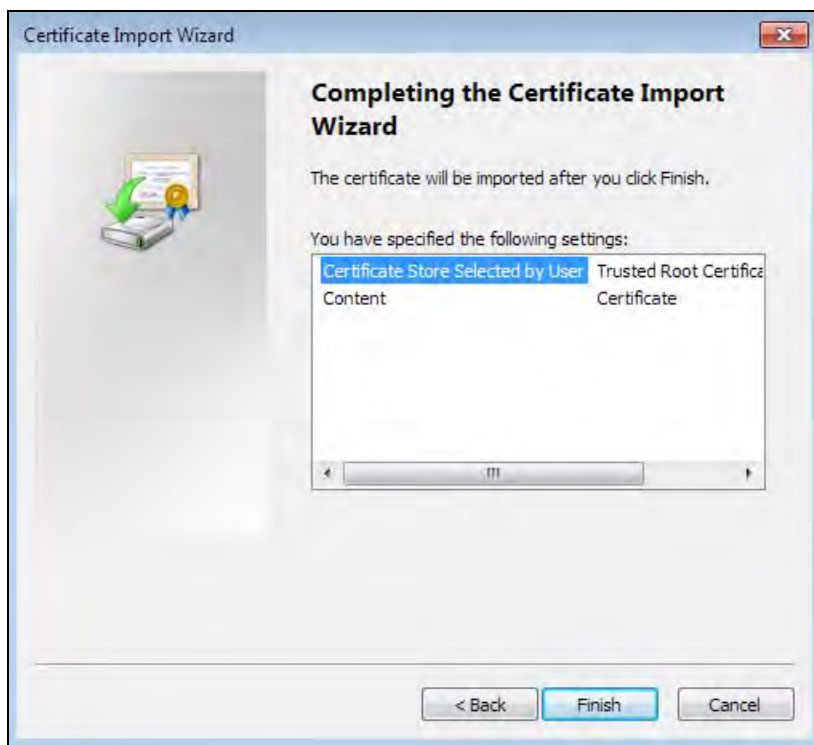 Certificate Import Wizard
Completing the Certificate Import
Wizard
The certificate will be imported after you click Finish.
You have specified the following settings:
Certificate Store Selected by User Trusted Root Certifica
Content Certificate
< Back Finish Cancel